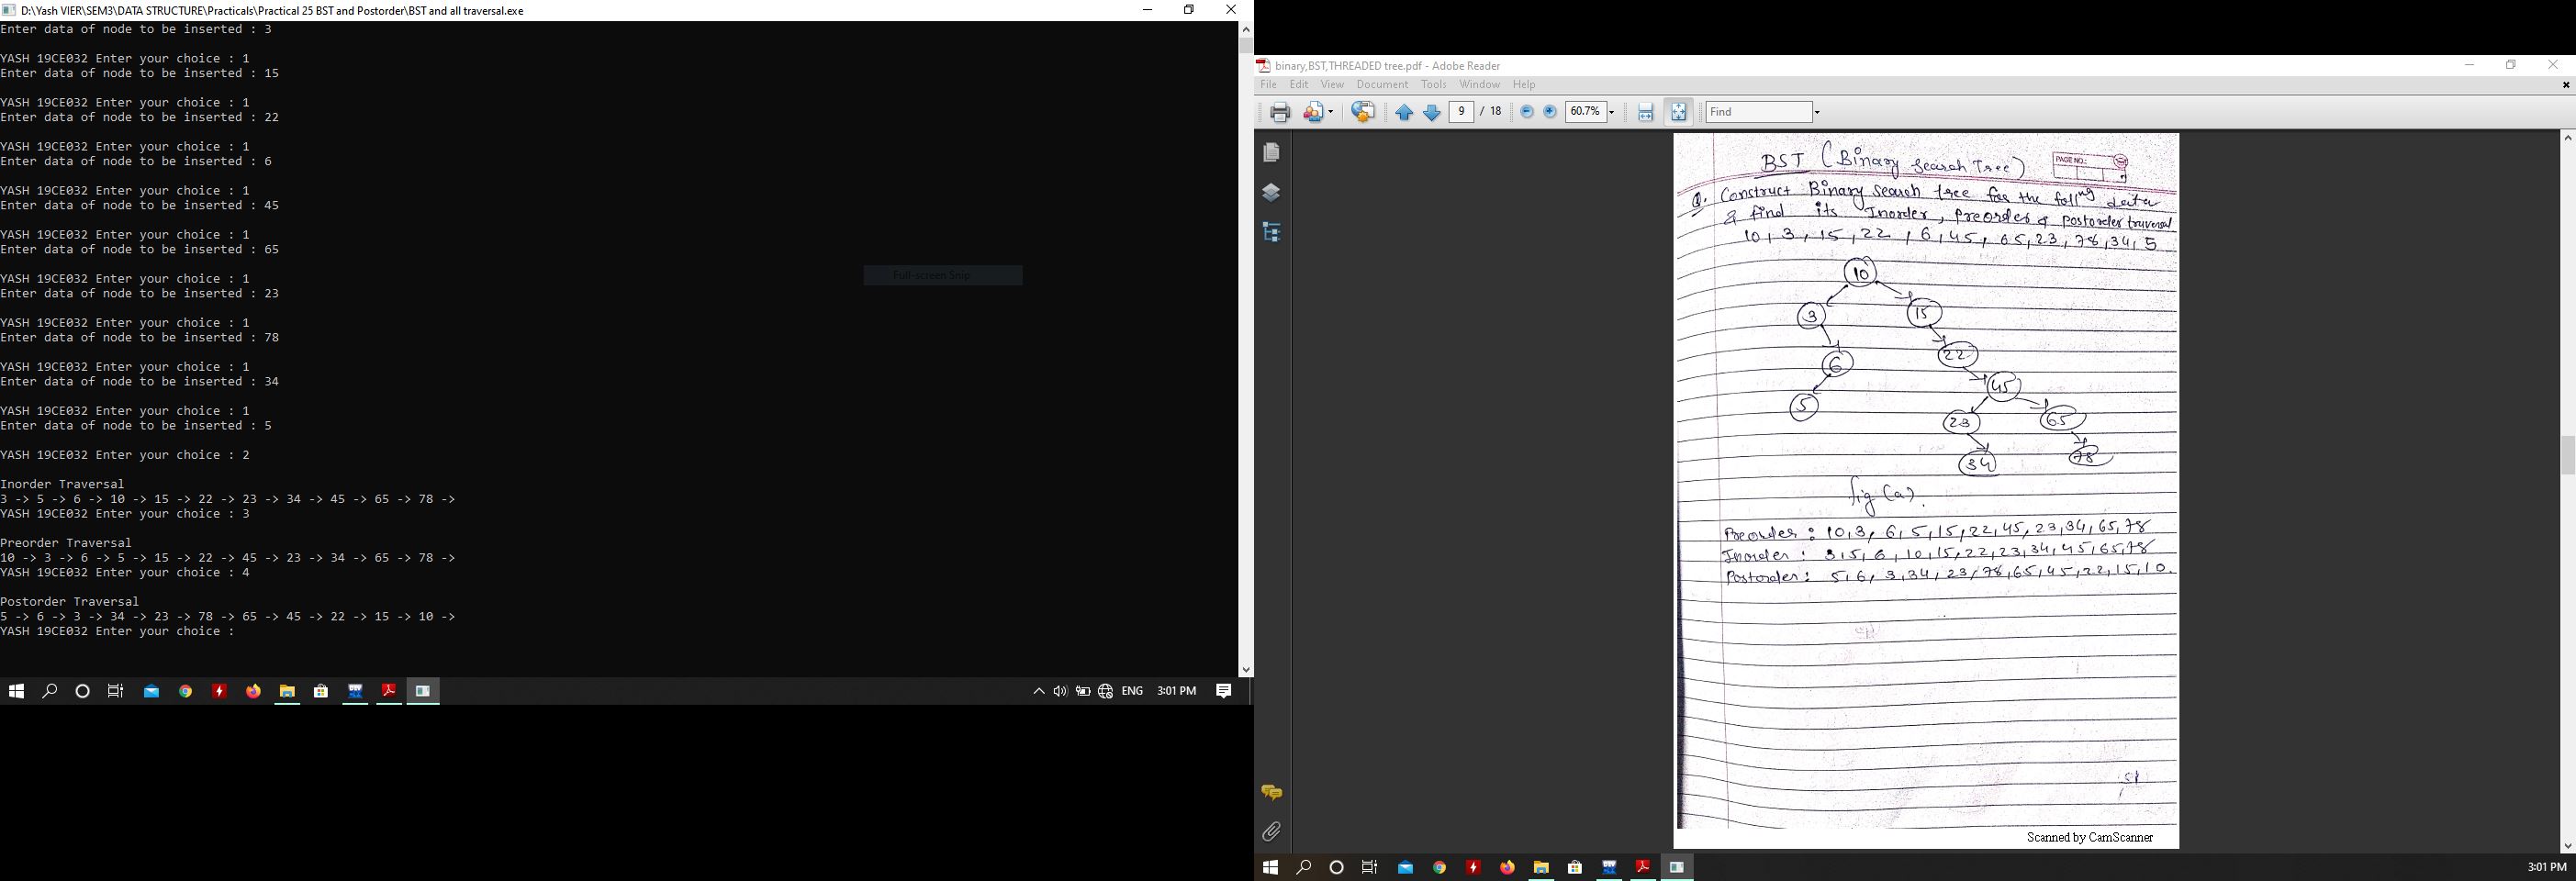 D:\Yash VIER\SEM3\DATA STRUCTURE\Practicals\Practical 25 BST and Postorder\BST and all traversal.exe
Enter data of node to be inserted : 3
YASH 19CE032 Enter your choice : 1
Enter data of node to be inserted : 15
YASH 19CE032 Enter your choice : 1
Enter data of node to be inserted : 22
YASH 19CE032 Enter your choice : 1
Enter data of node to be inserted : 6
YASH 19CE032 Enter your choice : 1
Enter data of node to be inserted : 45
YASH 19CE032 Enter your choice : 1
Enter data of node to be inserted : 65
YASH 19CE032 Enter your choice : 1
Enter data of node to be inserted : 23
YASH 19CE032 Enter your choice : 1
Enter data of node to be inserted : 78
YASH 19CE032 Enter your choice : 1
Enter data of node to be inserted : 34
YASH 19CE032 Enter your choice : 1
Enter data of node to be inserted : 5
YASH 19CE032 Enter your choice : 2
Inorder Traversal
3 -> 5 -> 6 -> 10 -> 15 -> 22 -> 23 -> 34 -> 45 -> 65 -> 78 ->
YASH 19CE032 Enter your choice : 3
Preorder Traversal
10 -> 3 -> 6 -> 5 -> 15 -> 22 -> 45 -> 23 -> 34 -> 65 -> 78 ->
YASH 19CE032 Enter your choice : 4
Postorder Traversal
5 -> 6 -> 3 -> 34 -> 23 -> 78 -> 65 -> 45 -> 22 -> 15 -> 10 ->
YASH 19CE032 Enter your choice :
Full-screen Snip
ENG 3:01 PM
binary,BST,THREADED tree.pdf - Adobe Reader
File Edit View Document Tools Window Help
9 / 18 60.7% Find
BST (Binary Search Tree)
PAGE NO.:
Q. Construct Binary search tree for the foll^ng data
& find its Inorder, preorder & postorder traversal
10, 3, 15, 22, 6, 45, 65, 23, 78, 34, 5
10
3 15
6 22
5 45
23 65
34 78
fig (a).
Preorder : 10, 3, 6, 5, 15, 22, 45, 23, 34, 65, 78
Inorder : 3, 5, 6, 10, 15, 22, 23, 34, 45, 65, 78
Postorder : 5, 6, 3, 34, 23, 78, 65, 45, 22, 15, 10.
Scanned by CamScanner
3:01 PM